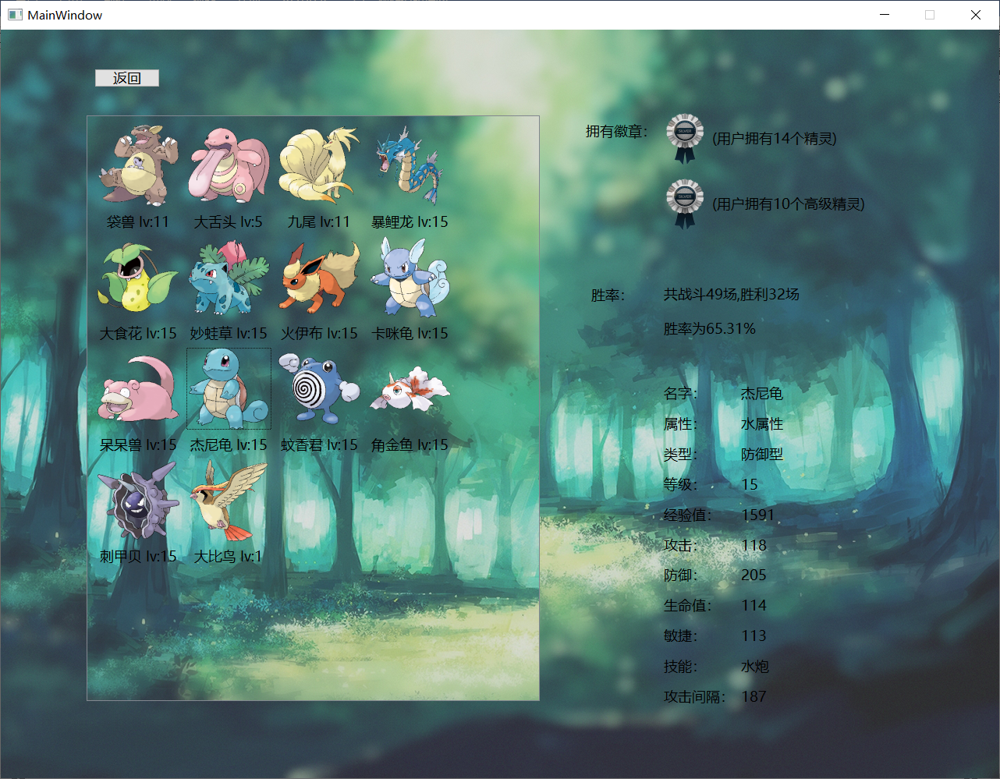 MainWindow
返回
袋兽 lv:11
大舌头 lv:5
九尾 lv:11
暴鲤龙 lv:15
大食花 lv:15
妙蛙草 lv:15
火伊布 lv:15
卡咪龟 lv:15
呆呆兽 lv:15
杰尼龟 lv:15
蚊香君 lv:15
角金鱼 lv:15
刺甲贝 lv:15
大比鸟 lv:1
拥有徽章：
SILVER
(用户拥有14个精灵)
SILVER
(用户拥有10个高级精灵)
胜率：
共战斗49场,胜利32场
胜率为65.31%
名字： 杰尼龟
属性： 水属性
类型： 防御型
等级： 15
经验值： 1591
攻击： 118
防御： 205
生命值： 114
敏捷： 113
技能： 水炮
攻击间隔： 187